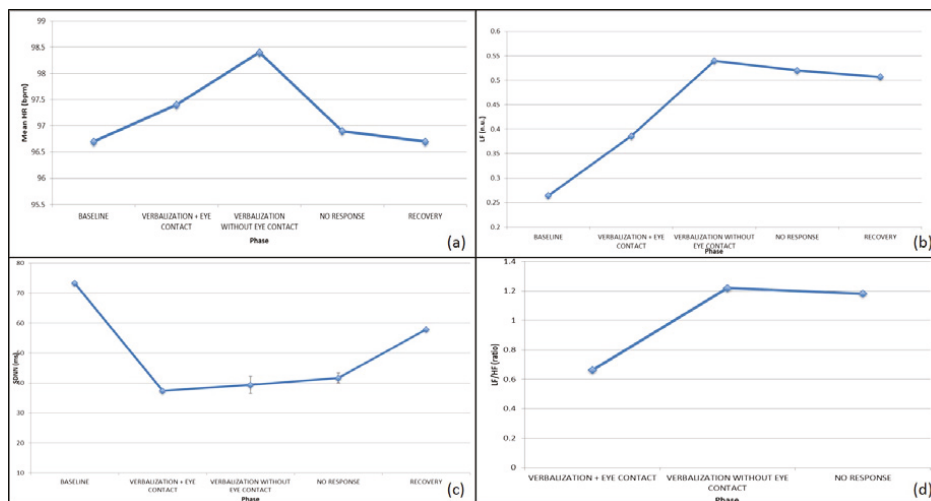 99
98.5
98
97.5
97
96.5
96
95.5
Mean HR [bpm]
BASELINE
VERBALIZATION + EYE CONTACT
VERBALIZATION WITHOUT EYE CONTACT
NO RESPONSE
RECOVERY
Phase
(a)
0.6
0.55
0.5
0.45
0.4
0.35
0.3
0.25
0.2
LF [n.u.]
BASELINE
VERBALIZATION + EYE CONTACT
VERBALIZATION WITHOUT EYE CONTACT
NO RESPONSE
RECOVERY
Phase
(b)
80
70
60
50
40
30
20
10
SDNN [ms]
BASELINE
VERBALIZATION + EYE CONTACT
VERBALIZATION WITHOUT EYE CONTACT
NO RESPONSE
RECOVERY
Phase
(c)
1.4
1.2
1
0.8
0.6
0.4
0.2
0
LF/HF (ratio)
VERBALIZATION + EYE CONTACT
VERBALIZATION WITHOUT EYE CONTACT
NO RESPONSE
Phase
(d)